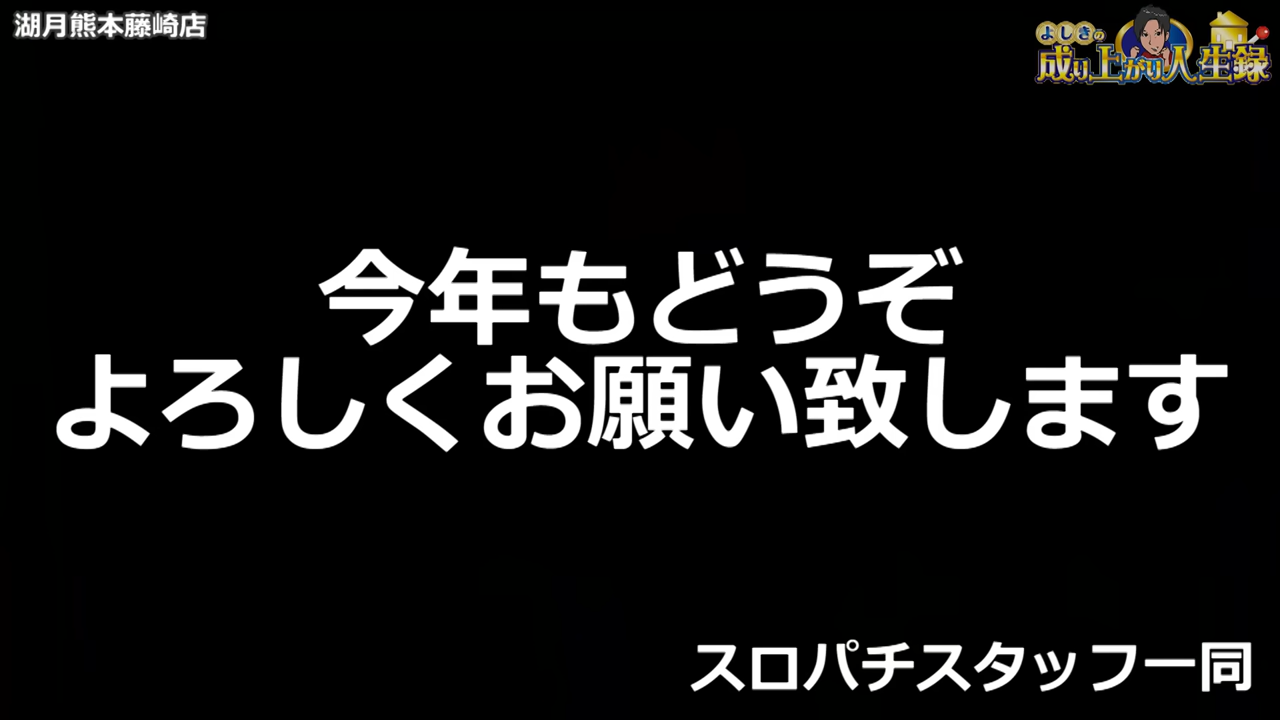 湖月熊本藤崎店
よしきの
成り上がり人生録
今年もどうぞ
よろしくお願い致します
スロパチスタッフ一同